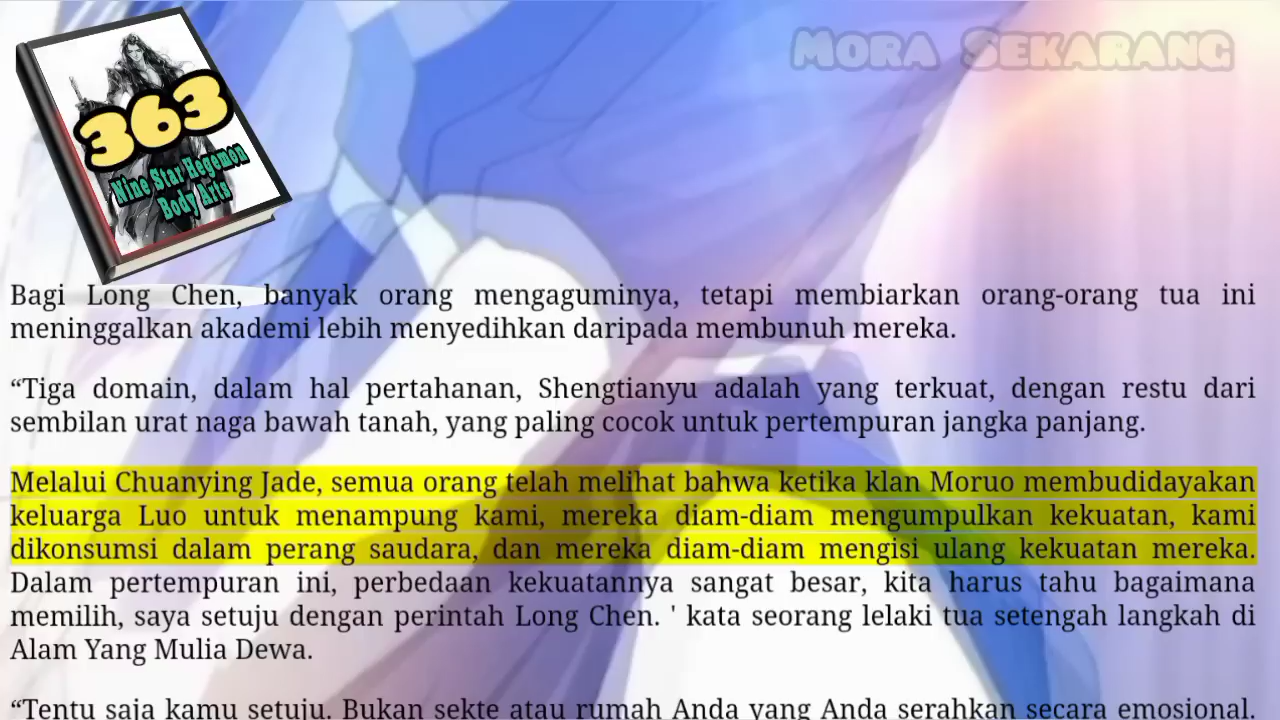 MORA SEKARANG
363
Nine Star Hegemon
Body Arts
Bagi Long Chen, banyak orang mengaguminya, tetapi membiarkan orang-orang tua ini
meninggalkan akademi lebih menyedihkan daripada membunuh mereka.
“Tiga domain, dalam hal pertahanan, Shengtianyu adalah yang terkuat, dengan restu dari
sembilan urat naga bawah tanah, yang paling cocok untuk pertempuran jangka panjang.
Melalui Chuanying Jade, semua orang telah melihat bahwa ketika klan Moruo membudidayakan
keluarga Luo untuk menampung kami, mereka diam-diam mengumpulkan kekuatan, kami
dikonsumsi dalam perang saudara, dan mereka diam-diam mengisi ulang kekuatan mereka.
Dalam pertempuran ini, perbedaan kekuatannya sangat besar, kita harus tahu bagaimana
memilih, saya setuju dengan perintah Long Chen. ' kata seorang lelaki tua setengah langkah di
Alam Yang Mulia Dewa.
“Tentu saja kamu setuju. Bukan sekte atau rumah Anda yang Anda serahkan secara emosional.